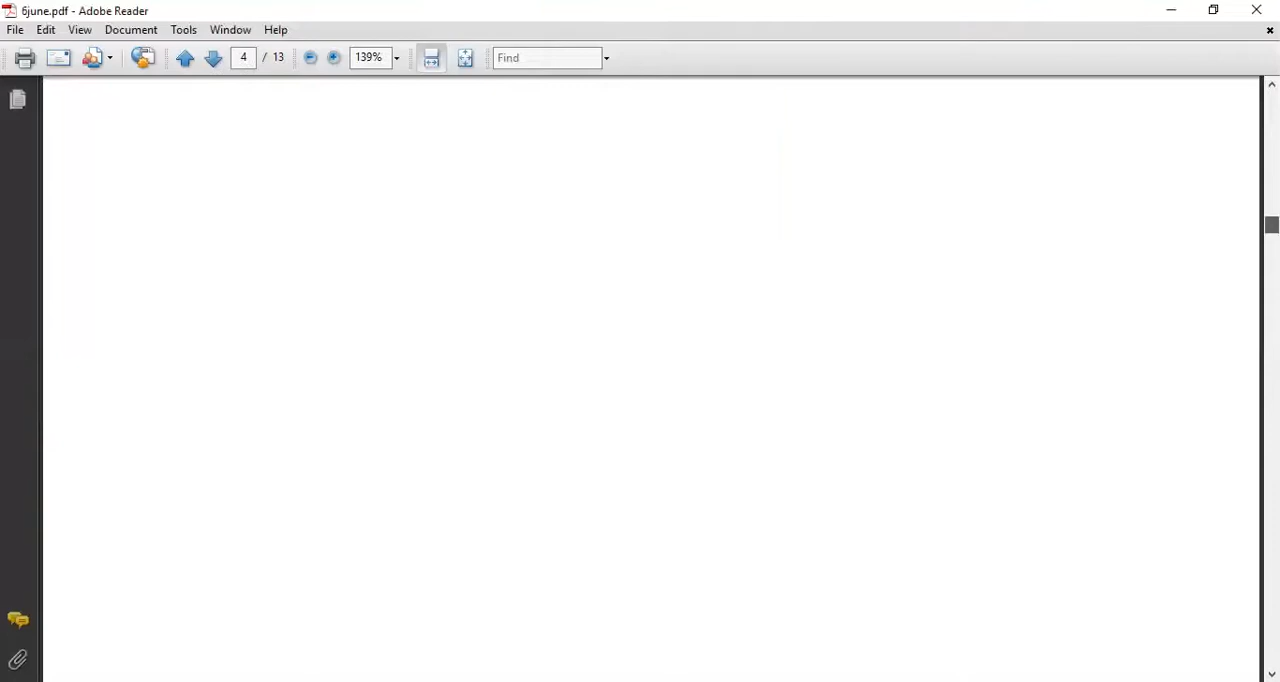 6june.pdf - Adobe Reader
File Edit View Document Tools Window Help
4 / 13 139% Find